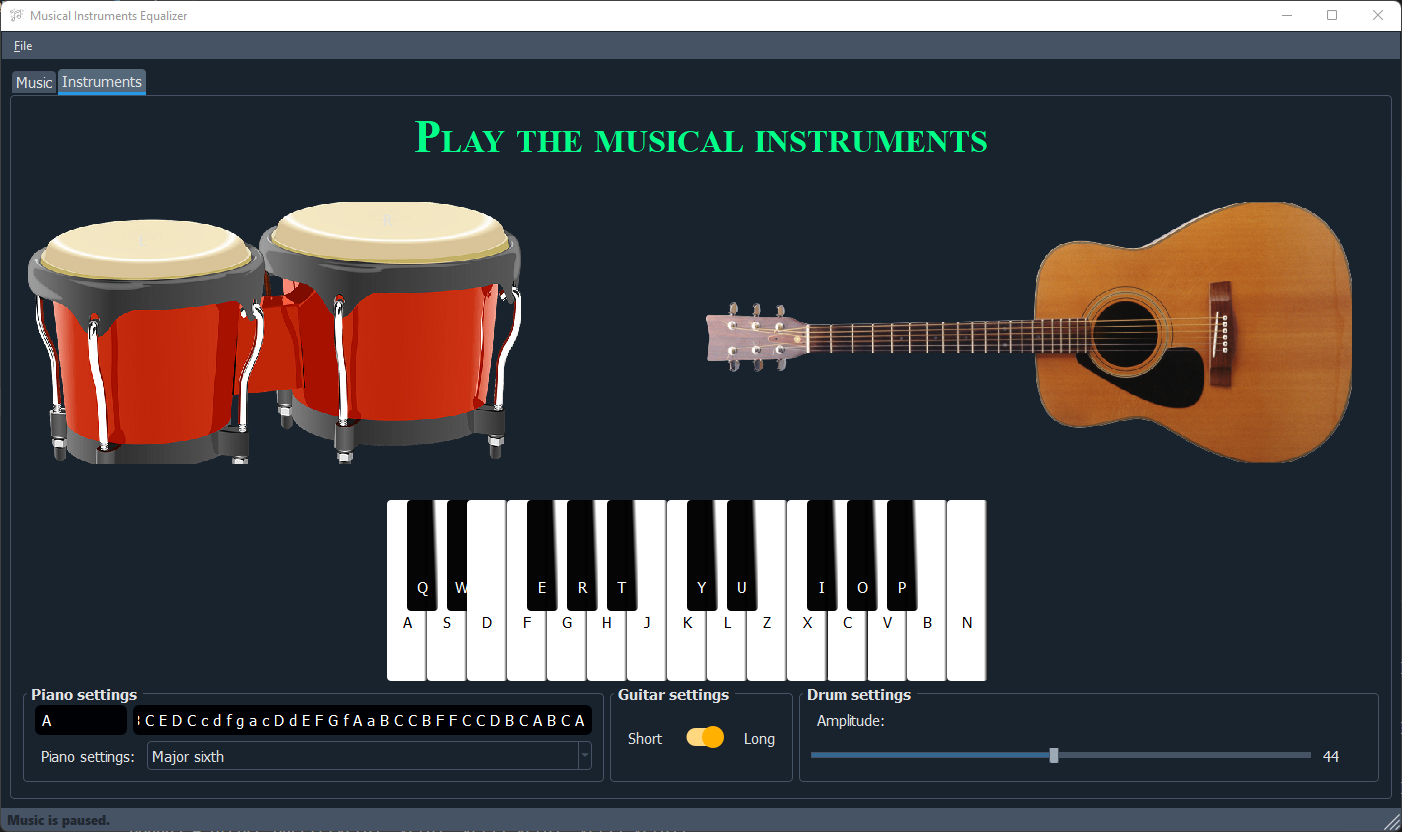 Musical Instruments Equalizer
File
Music Instruments
Play the musical instruments
Q W E R T Y U I O P
A S D F G H J K L Z X C V B N
Piano settings
A
C E D C c d f g a c D d E F G f A a B C C B F F C C D B C A B C A
Piano settings:
Major sixth
Guitar settings
Short
Long
Drum settings
Amplitude:
44
Music is paused.